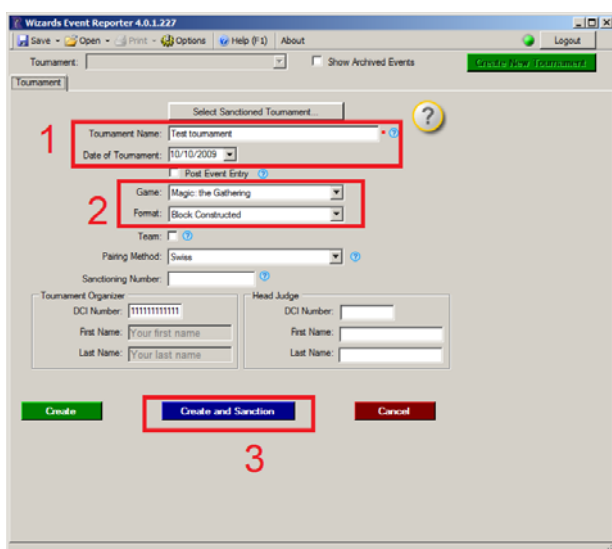 Wizards Event Reporter 4.0.1.227
Save Open Print Options Help (F1) About Logout
Tournament: Show Archived Events Create New Tournament
Tournament
Select Sanctioned Tournament...
?
1
Tournament Name: Test tournament * ?
Date of Tournament: 10/10/2009
Post Event Entry ?
2
Game: Magic: the Gathering
Format: Block Constructed
Team: ?
Pairing Method: Swiss ?
Sanctioning Number: ?
Tournament Organizer Head Judge
DCI Number: 111111111111 DCI Number:
First Name: Your first name First Name:
Last Name: Your last name Last Name:
Create Create and Sanction Cancel
3